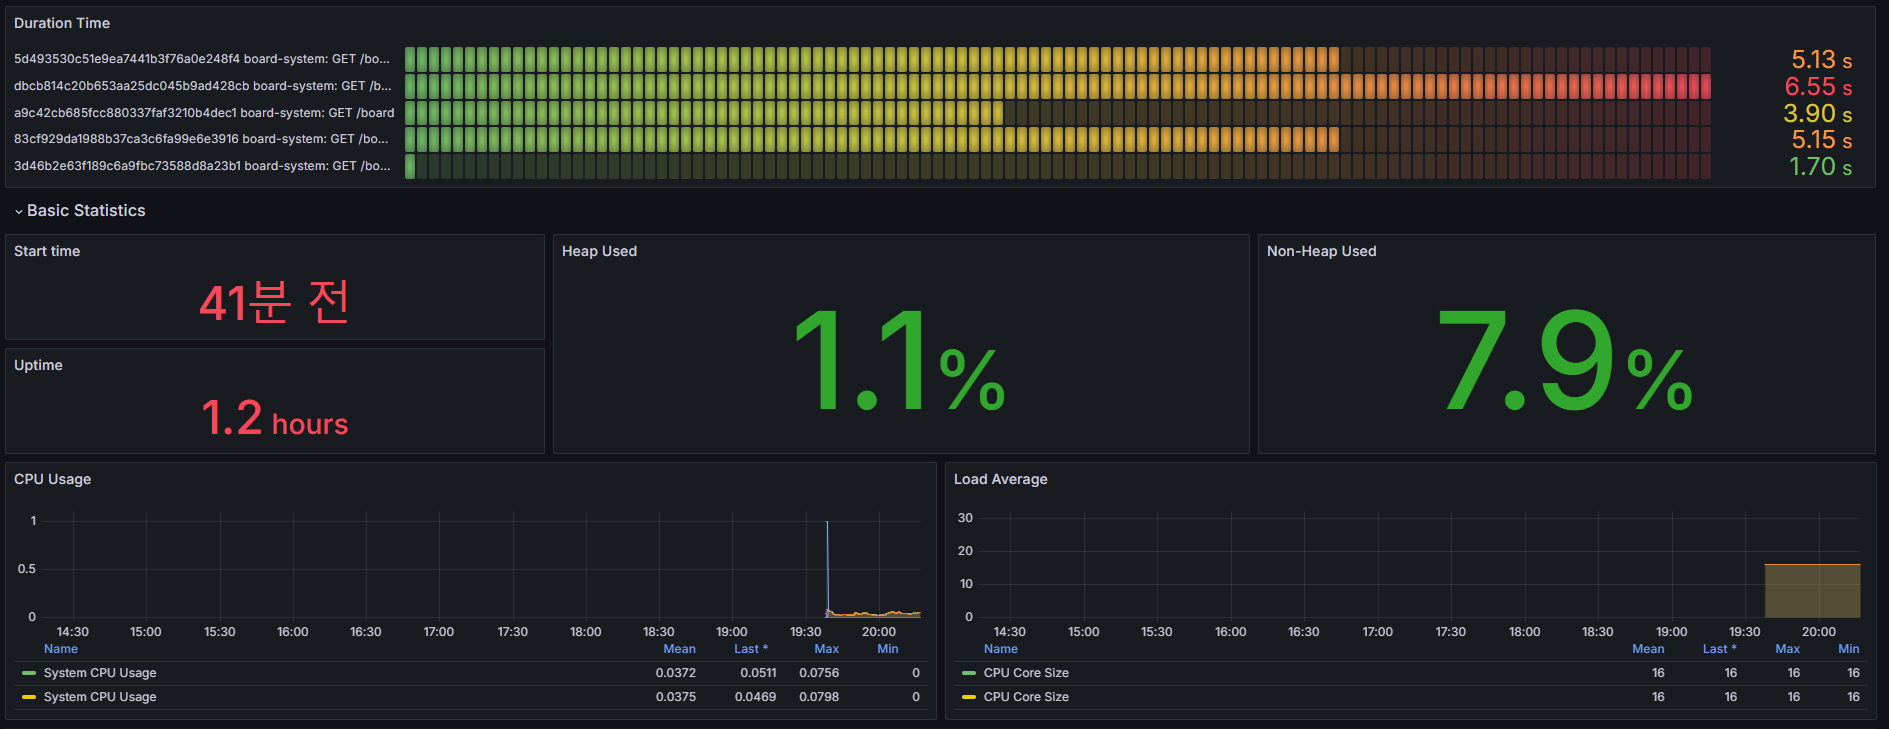 Duration Time
5d493530c51e9ea7441b3f76a0e248f4 board-system: GET /bo... 5.13 s
dbcb814c20b653aa25dc045b9ad428cb board-system: GET /b... 6.55 s
a9c42cb685fcc880337faf3210b4dec1 board-system: GET /board 3.90 s
83cf929da1988b37ca3c6fa99e6e3916 board-system: GET /bo... 5.15 s
3d46b2e63f189c6a9fbc73588d8a23b1 board-system: GET /bo... 1.70 s
Basic Statistics
Start time
41분 전
Uptime
1.2 hours
Heap Used
1.1%
Non-Heap Used
7.9%
CPU Usage
1
0.5
0
14:30 15:00 15:30 16:00 16:30 17:00 17:30 18:00 18:30 19:00 19:30 20:00
Name Mean Last * Max Min
System CPU Usage 0.0372 0.0511 0.0756 0
System CPU Usage 0.0375 0.0469 0.0798 0
Load Average
30
20
10
0
14:30 15:00 15:30 16:00 16:30 17:00 17:30 18:00 18:30 19:00 19:30 20:00
Name Mean Last * Max Min
CPU Core Size 16 16 16 16
CPU Core Size 16 16 16 16